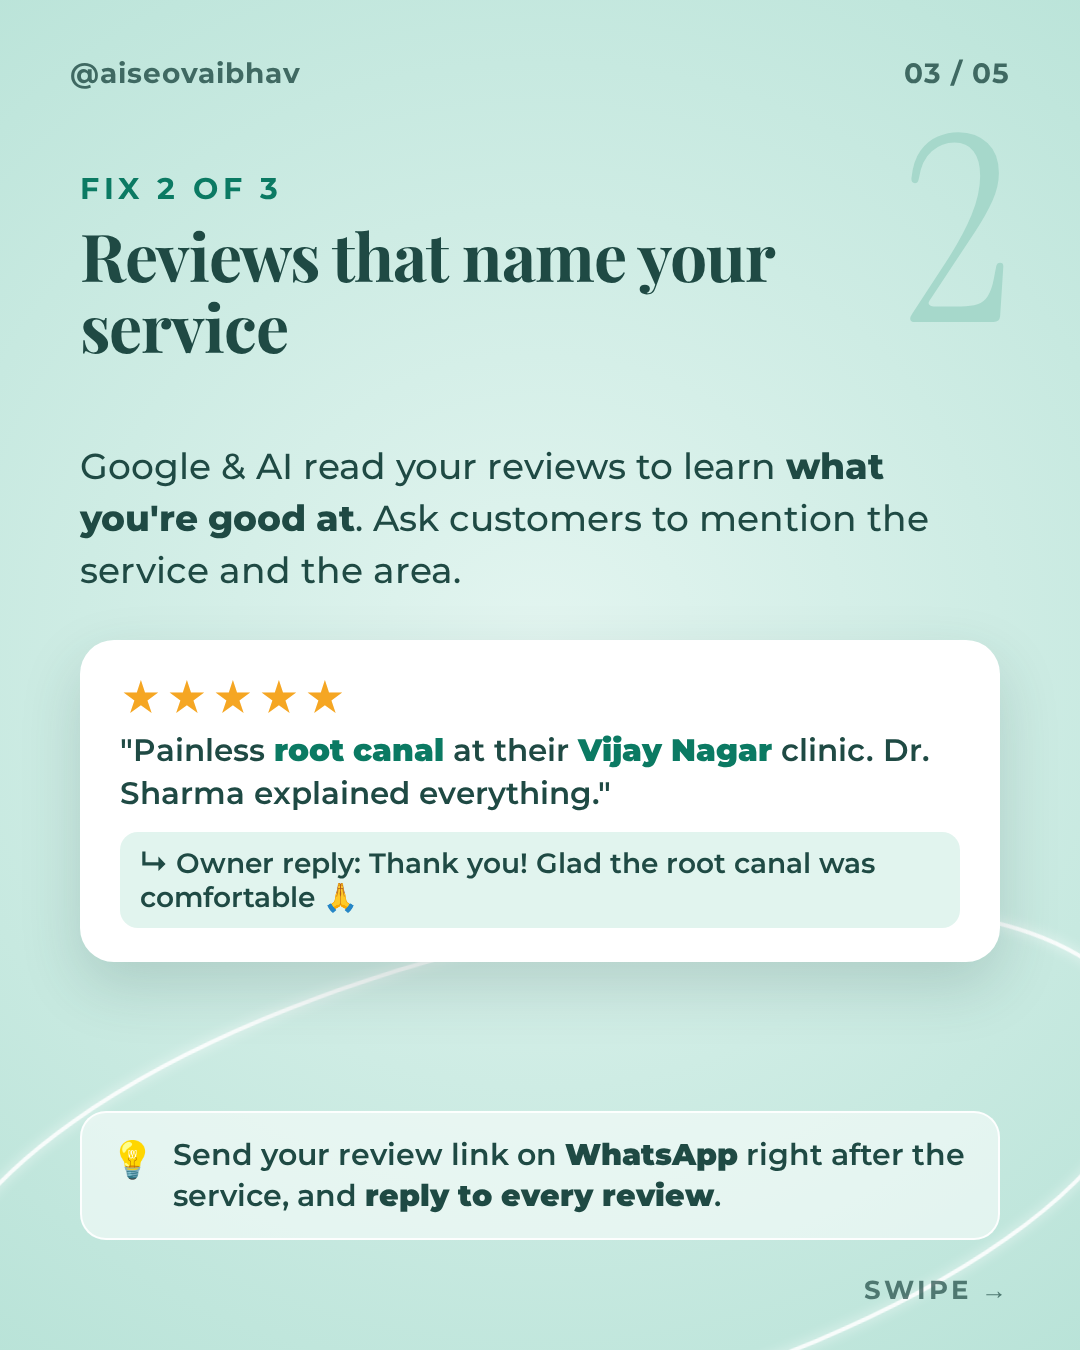 @aiseovaibhav
03 / 05
2
FIX 2 OF 3
Reviews that name your
service
Google & AI read your reviews to learn what
you're good at. Ask customers to mention the
service and the area.
★★★★★
"Painless root canal at their Vijay Nagar clinic. Dr.
Sharma explained everything."
↳ Owner reply: Thank you! Glad the root canal was
comfortable 🙏
💡 Send your review link on WhatsApp right after the
service, and reply to every review.
SWIPE →